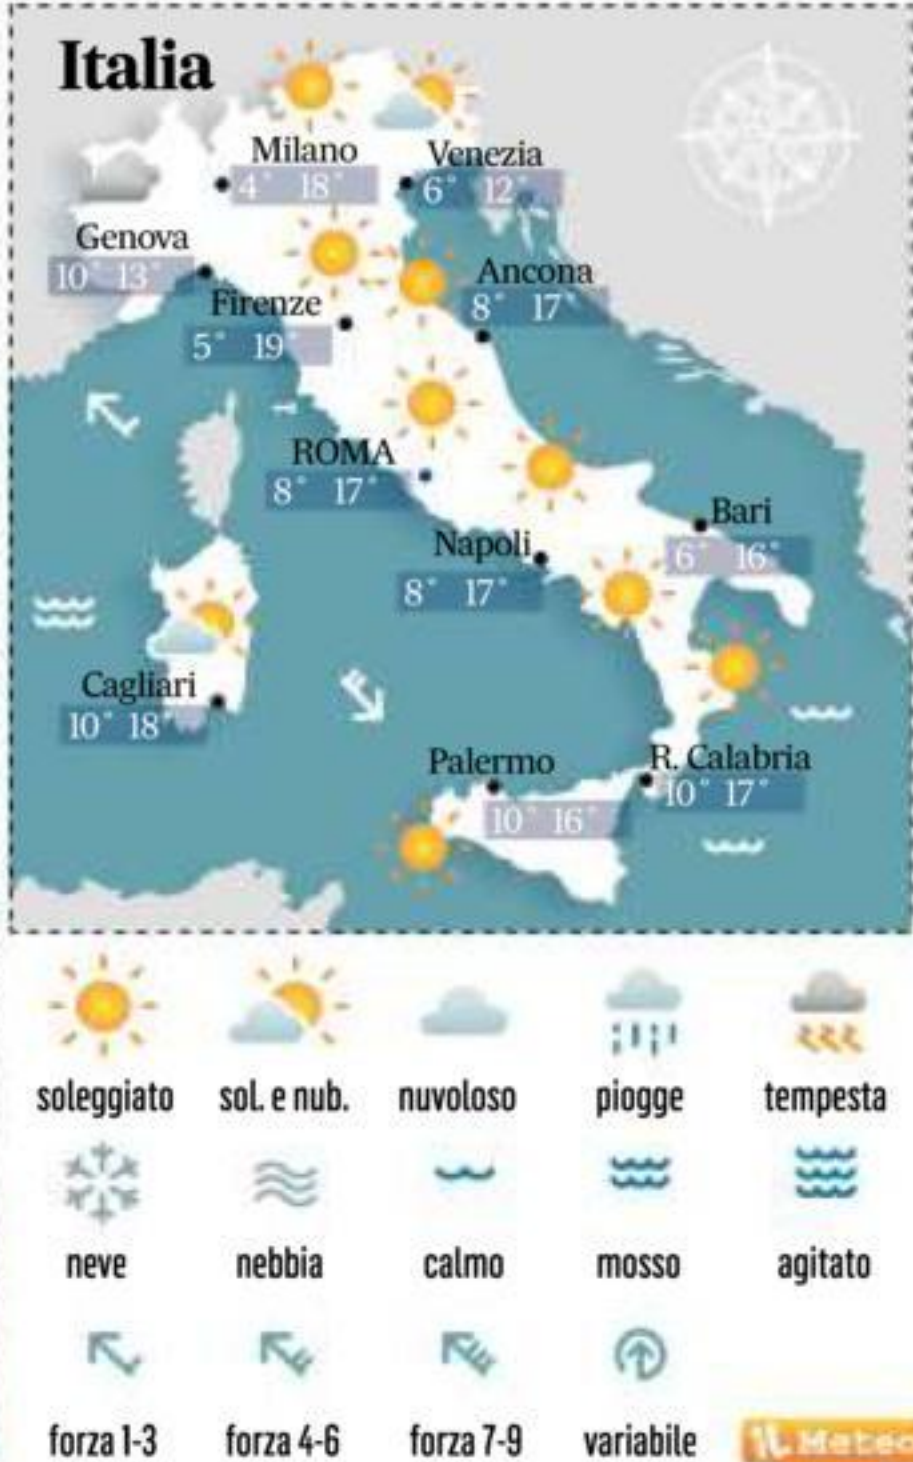 Italia
Milano
4° 18°
Venezia
6° 12°
Genova
10° 13°
Ancona
8° 17°
Firenze
5° 19°
ROMA
8° 17°
Bari
6° 16°
Napoli
8° 17°
Cagliari
10° 18°
Palermo
10° 16°
R. Calabria
10° 17°
soleggiato sol. e nub. nuvoloso piogge tempesta
neve nebbia calmo mosso agitato
forza 1-3 forza 4-6 forza 7-9 variabile
iL Meteo